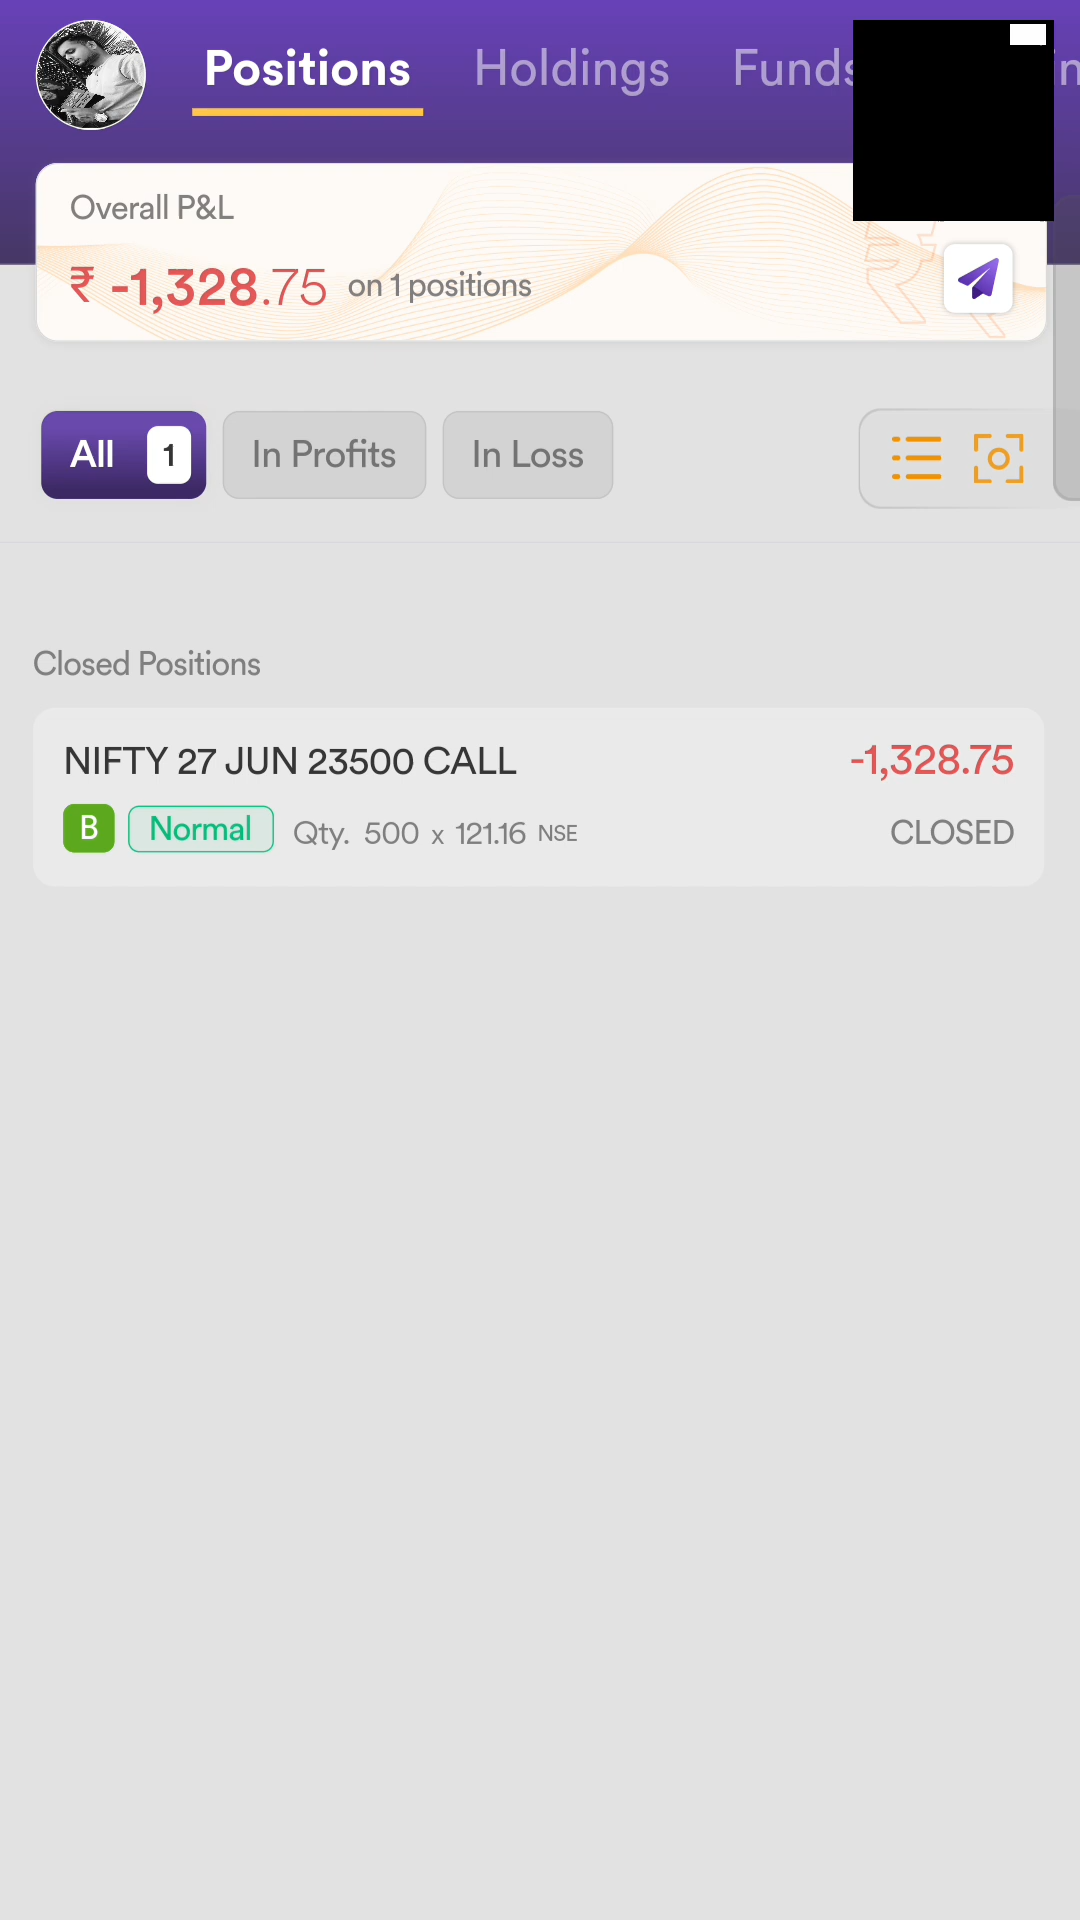 Positions Holdings Funds
Overall P&L
₹ -1,328.75 on 1 positions
All 1 In Profits In Loss
Closed Positions
NIFTY 27 JUN 23500 CALL -1,328.75
B Normal Qty. 500 x 121.16 NSE CLOSED